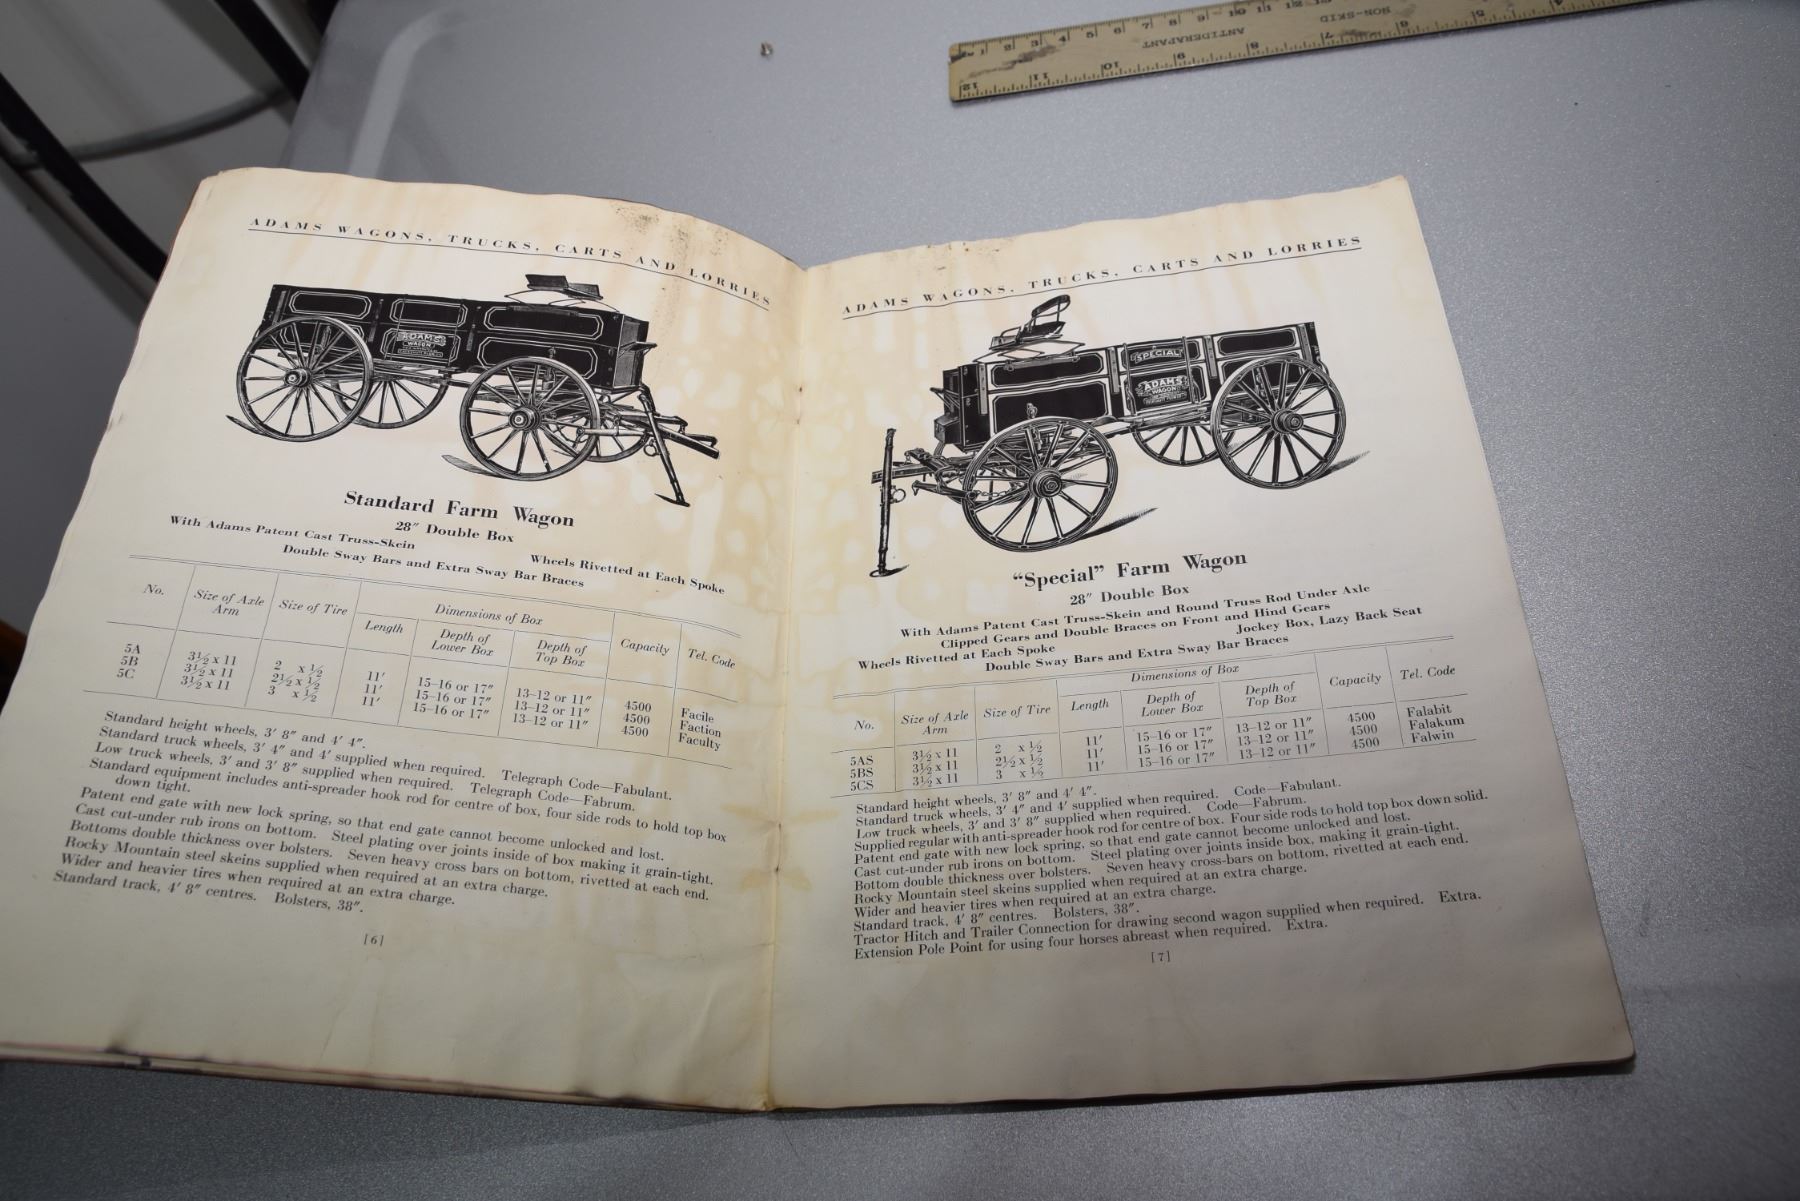 ADAMS WAGONS, TRUCKS, CARTS AND LORRIES
ADAMS
WAGON
Standard Farm Wagon
28" Double Box
With Adams Patent Cast Truss-Skein Wheels Rivetted at Each Spoke
Double Sway Bars and Extra Sway Bar Braces
No. Size of Axle Arm Size of Tire Dimensions of Box Capacity Tel. Code
Length Depth of Lower Box Depth of Top Box
5A 3½ x 11 2 x ½ 11' 15-16 or 17" 13-12 or 11" 4500 Facile
5B 3½ x 11 2½ x ½ 11' 15-16 or 17" 13-12 or 11" 4500 Faction
5C 3½ x 11 3 x ½ 11' 15-16 or 17" 13-12 or 11" 4500 Faculty
Standard height wheels, 3' 8" and 4' 4".
Standard truck wheels, 3' 4" and 4' supplied when required. Telegraph Code—Fabulant.
Low truck wheels, 3' and 3' 8" supplied when required. Telegraph Code—Fabrum.
Standard equipment includes anti-spreader hook rod for centre of box, four side rods to hold top box
down tight.
Patent end gate with new lock spring, so that end gate cannot become unlocked and lost.
Cast cut-under rub irons on bottom. Steel plating over joints inside of box making it grain-tight.
Bottoms double thickness over bolsters. Seven heavy cross bars on bottom, rivetted at each end.
Rocky Mountain steel skeins supplied when required at an extra charge.
Wider and heavier tires when required at an extra charge.
Standard track, 4' 8" centres. Bolsters, 38".
[6]
ADAMS WAGONS, TRUCKS, CARTS AND LORRIES
SPECIAL
ADAMS
WAGON
"Special" Farm Wagon
28" Double Box
With Adams Patent Cast Truss-Skein and Round Truss Rod Under Axle
Clipped Gears and Double Braces on Front and Hind Gears
Wheels Rivetted at Each Spoke Jockey Box, Lazy Back Seat
Double Sway Bars and Extra Sway Bar Braces
No. Size of Axle Arm Size of Tire Dimensions of Box Capacity Tel. Code
Length Depth of Lower Box Depth of Top Box
5AS 3½ x 11 2 x ½ 11' 15-16 or 17" 13-12 or 11" 4500 Falabit
5BS 3½ x 11 2½ x ½ 11' 15-16 or 17" 13-12 or 11" 4500 Falakum
5CS 3½ x 11 3 x ½ 11' 15-16 or 17" 13-12 or 11" 4500 Falwin
Standard height wheels, 3' 8" and 4' 4".
Standard truck wheels, 3' 4" and 4' supplied when required. Code—Fabulant.
Low truck wheels, 3' and 3' 8" supplied when required. Code—Fabrum.
Supplied regular with anti-spreader hook rod for centre of box. Four side rods to hold top box down solid.
Patent end gate with new lock spring, so that end gate cannot become unlocked and lost.
Cast cut-under rub irons on bottom. Steel plating over joints inside box, making it grain-tight.
Bottom double thickness over bolsters. Seven heavy cross-bars on bottom, rivetted at each end.
Rocky Mountain steel skeins supplied when required at an extra charge.
Wider and heavier tires when required at an extra charge.
Standard track, 4' 8" centres. Bolsters, 38".
Tractor Hitch and Trailer Connection for drawing second wagon supplied when required. Extra.
Extension Pole Point for using four horses abreast when required. Extra.
[7]
1 2 3 4 5 6 7 8 9 10 11 12
NON-SKID
ANTIDERAPANT
12 11 10 9 8 7 6 5 4